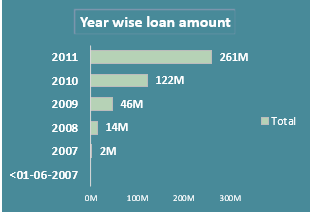 Year wise loan amount
2011 261M
2010 122M
2009 46M
2008 14M
2007 2M
<01-06-2007
Total
0M 100M 200M 300M